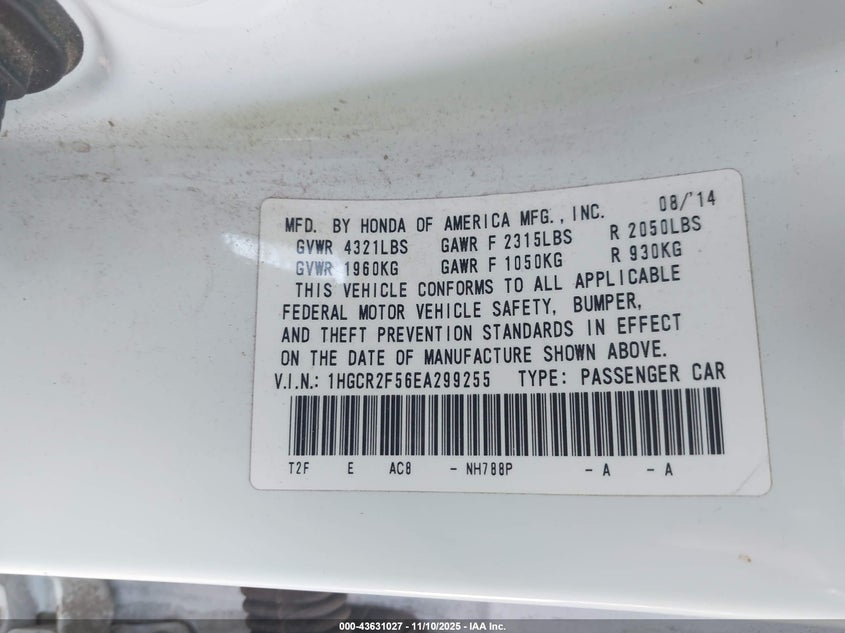 MFD. BY HONDA OF AMERICA MFG., INC. 08/'14
GVWR 4321LBS GAWR F 2315LBS R 2050LBS
GVWR 1960KG GAWR F 1050KG R 930KG
THIS VEHICLE CONFORMS TO ALL APPLICABLE
FEDERAL MOTOR VEHICLE SAFETY, BUMPER,
AND THEFT PREVENTION STANDARDS IN EFFECT
ON THE DATE OF MANUFACTURE SHOWN ABOVE.
V.I.N.: 1HGCR2F56EA299255 TYPE: PASSENGER CAR
T2F E AC8 - NH788P - A - A
000-43631027 - 11/10/2025 - IAA Inc.